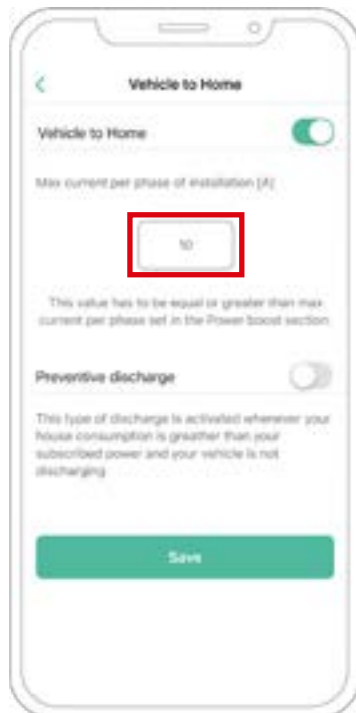 Vehicle to Home
Vehicle to Home
Max current per phase of installation [A]
10
This value has to be equal or greater than max
current per phase set in the Power boost section
Preventive discharge
This type of discharge is activated whenever your
house consumption is greather than your
subscribed power and your vehicle is not
discharging
Save